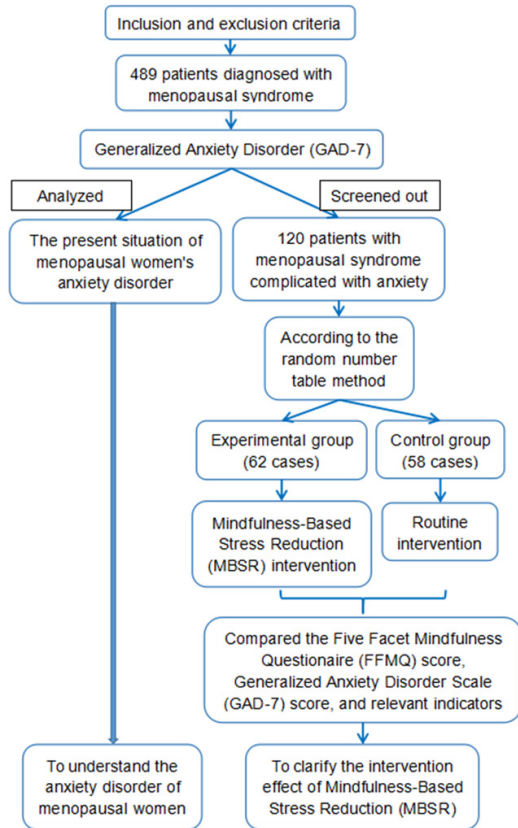 Inclusion and exclusion criteria
489 patients diagnosed with
menopausal syndrome
Generalized Anxiety Disorder (GAD-7)
Analyzed
Screened out
The present situation of
menopausal women's
anxiety disorder
120 patients with
menopausal syndrome
complicated with anxiety
According to the
random number
table method
Experimental group
(62 cases)
Control group
(58 cases)
Mindfulness-Based
Stress Reduction
(MBSR) intervention
Routine
intervention
Compared the Five Facet Mindfulness
Questionaire (FFMQ) score,
Generalized Anxiety Disorder Scale
(GAD-7) score, and relevant indicators
To understand the
anxiety disorder of
menopausal women
To clarify the intervention
effect of Mindfulness-Based
Stress Reduction (MBSR)